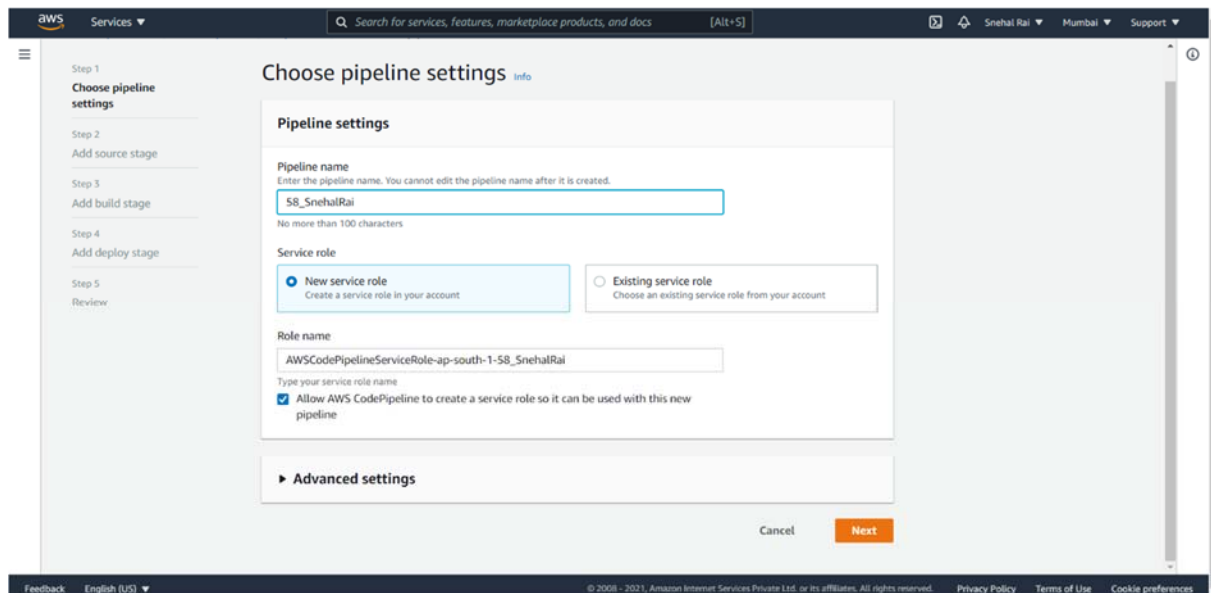 aws
Services ▼
Search for services, features, marketplace products, and docs [Alt+S]
Snehal Rai ▼
Mumbai ▼
Support ▼
Step 1
Choose pipeline
settings
Step 2
Add source stage
Step 3
Add build stage
Step 4
Add deploy stage
Step 5
Review
Choose pipeline settings Info
Pipeline settings
Pipeline name
Enter the pipeline name. You cannot edit the pipeline name after it is created.
58_SnehalRai
No more than 100 characters
Service role
New service role
Create a service role in your account
Existing service role
Choose an existing service role from your account
Role name
AWSCodePipelineServiceRole-ap-south-1-58_SnehalRai
Type your service role name
Allow AWS CodePipeline to create a service role so it can be used with this new
pipeline
Advanced settings
Cancel
Next
Feedback
English (US) ▼
© 2008 - 2021, Amazon Internet Services Private Ltd. or its affiliates. All rights reserved.
Privacy Policy
Terms of Use
Cookie preferences